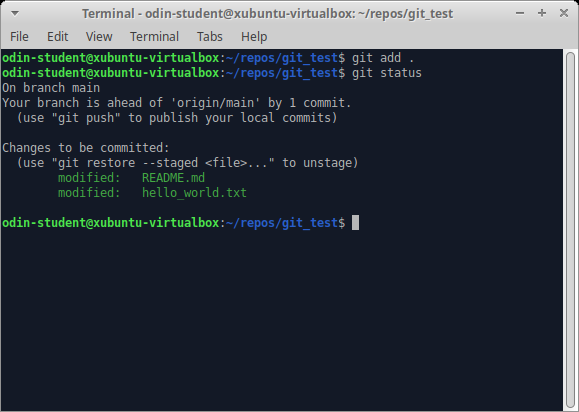 Terminal - odin-student@xubuntu-virtualbox: ~/repos/git_test
File Edit View Terminal Tabs Help
odin-student@xubuntu-virtualbox:~/repos/git_test$ git add .
odin-student@xubuntu-virtualbox:~/repos/git_test$ git status
On branch main
Your branch is ahead of 'origin/main' by 1 commit.
  (use "git push" to publish your local commits)

Changes to be committed:
  (use "git restore --staged <file>..." to unstage)
        modified:   README.md
        modified:   hello_world.txt

odin-student@xubuntu-virtualbox:~/repos/git_test$